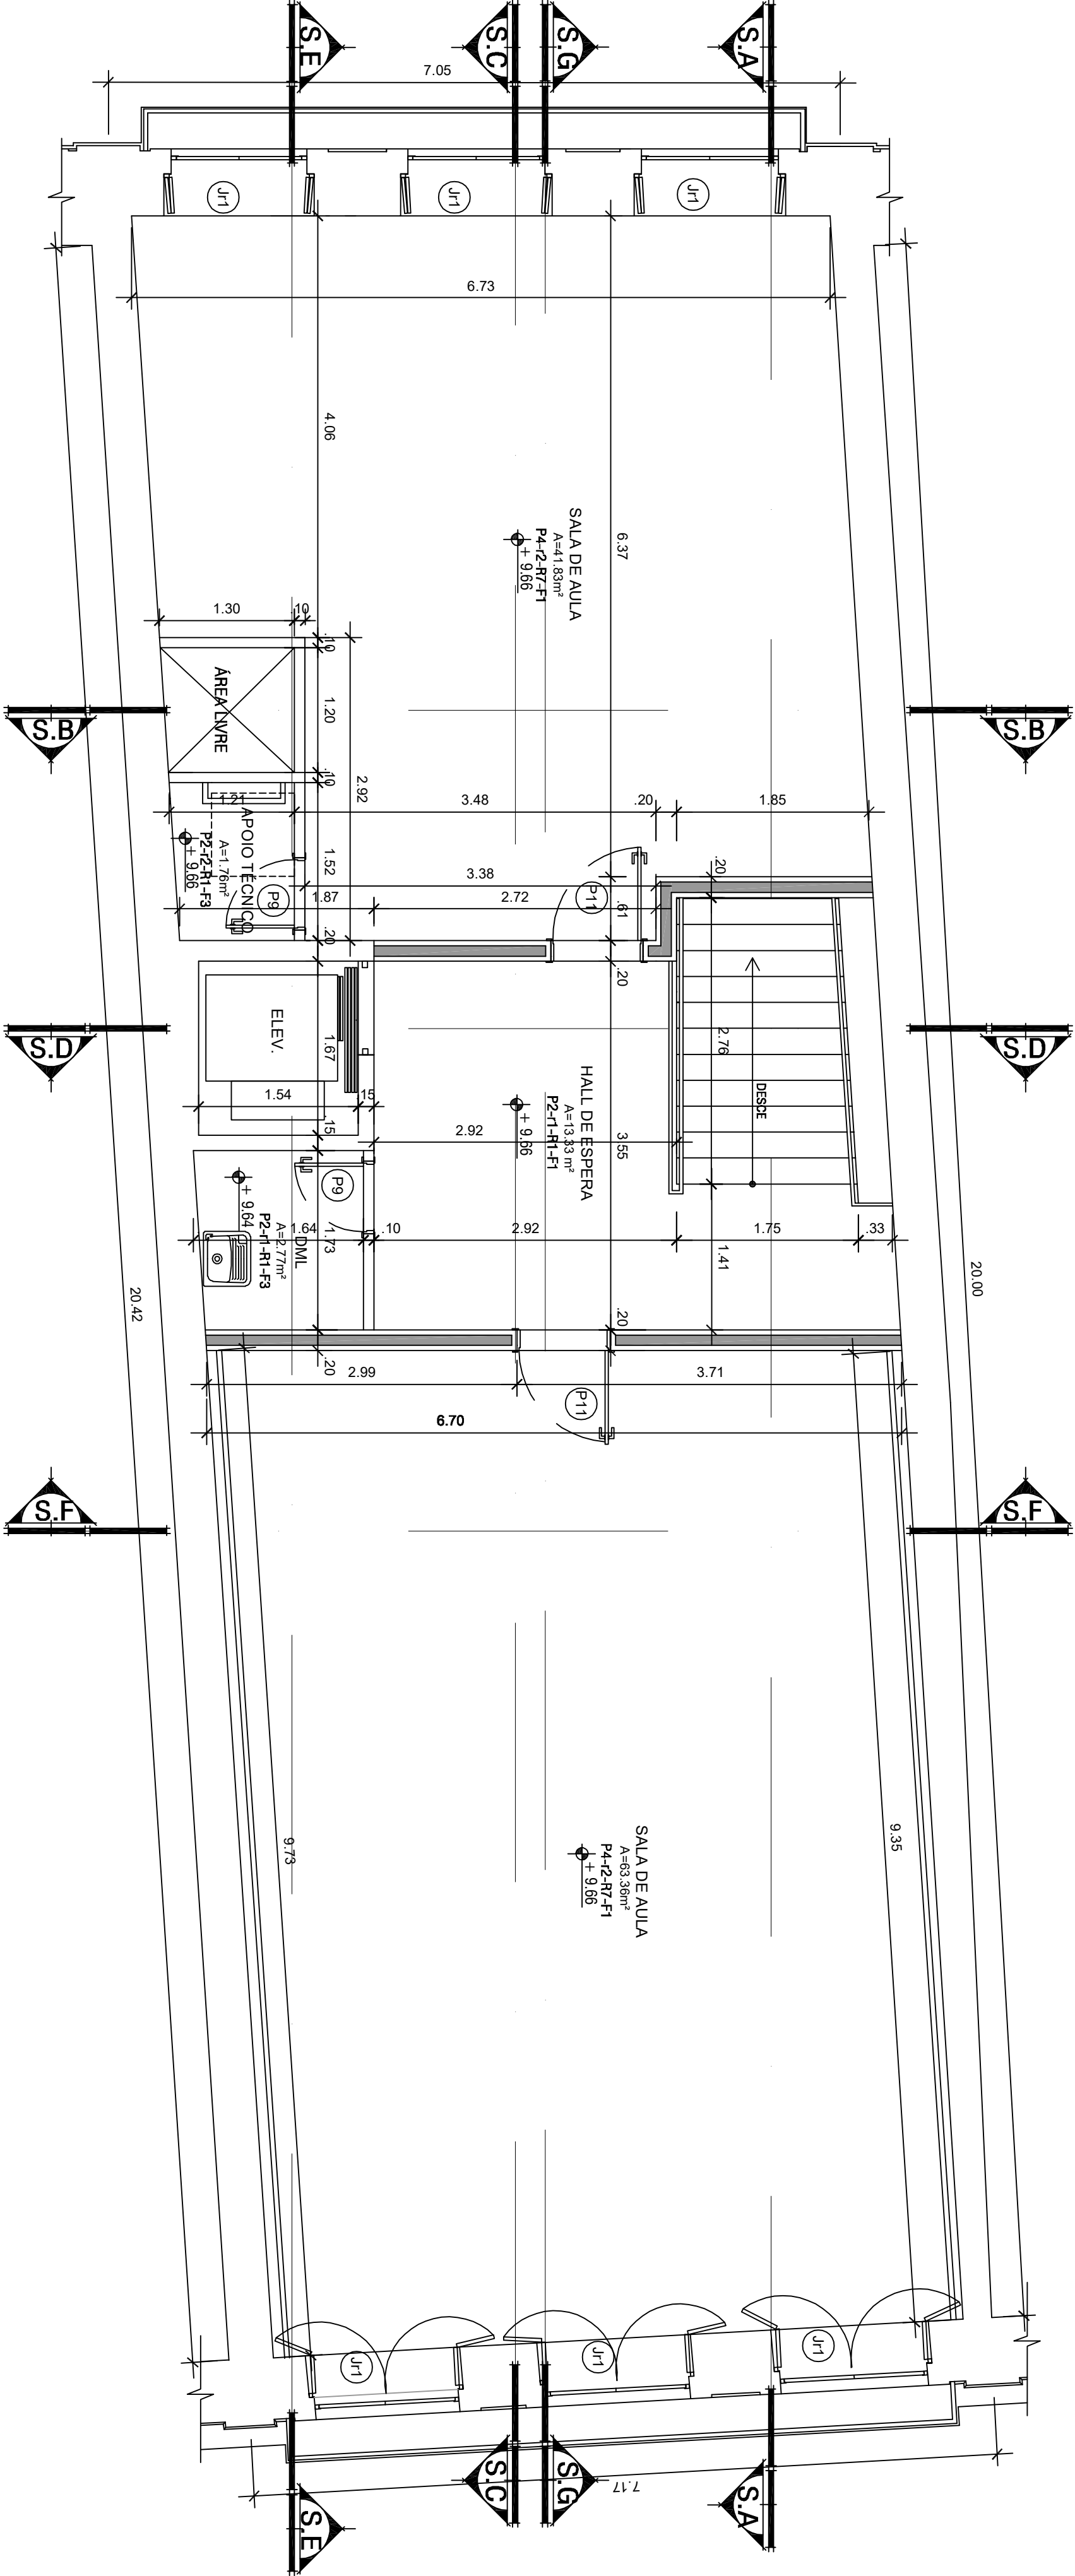 S.E
S.C
S.G
S.A
7.05
Jr1
Jr1
Jr1
6.73
4.06
6.37
SALA DE AULA
A=41.83m²
P4-r2-R7-F1
+ 9.66
1.30
.10
.10
ÁREA LIVRE
1.20
.10
2.92
S.B
S.B
1.21
3.48
.20
1.85
APOIO TÉCNICO
A=1.76m²
P2-r2-R1-F3
+ 9.66
P9
1.52
3.38
1.87
2.72
P11
.61
.20
.20
.20
ELEV.
1.67
S.D
S.D
2.76
DESCE
1.54
.15
.15
HALL DE ESPERA
A=13.33 m²
P2-r1-R1-F1
+ 9.66
2.92
3.55
P9
DML
A=2.77m²
P2-r1-R1-F3
+ 9.64
1.64
1.73
.10
2.92
1.75
.33
1.41
20.42
20.00
.20
.20
2.99
3.71
P11
6.70
S.F
S.F
9.73
9.35
SALA DE AULA
A=63.36m²
P4-r2-R7-F1
+ 9.66
Jr1
Jr1
Jr1
7.17
S.E
S.C
S.G
S.A